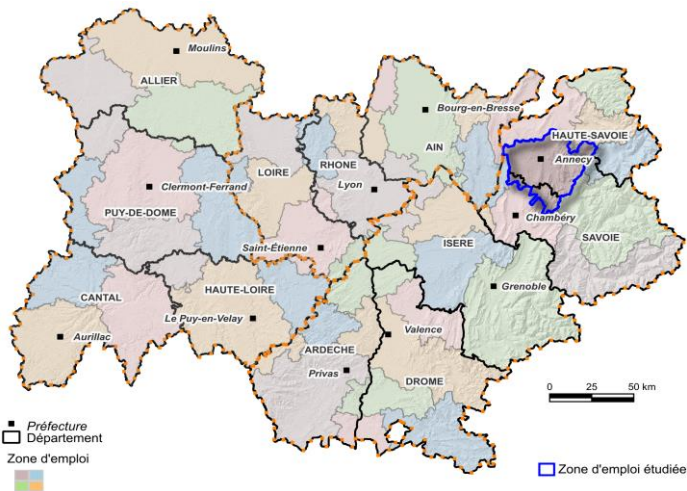 Moulins
ALLIER
Bourg-en-Bresse
HAUTE-SAVOIE
AIN
RHONE
Annecy
LOIRE
Clermont-Ferrand
Lyon
PUY-DE-DOME
Chambéry
SAVOIE
Saint-Étienne
ISERE
HAUTE-LOIRE
Grenoble
CANTAL
Le Puy-en-Velay
Valence
Aurillac
ARDECHE
Privas
DROME
0 25 50 km
Préfecture
Département
Zone d'emploi
Zone d'emploi étudiée